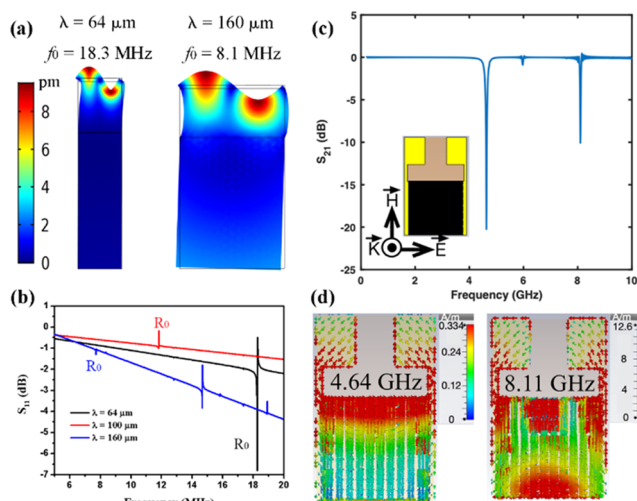 (a)
λ = 64 μm
λ = 160 μm
f0 = 18.3 MHz
f0 = 8.1 MHz
pm
8
6
4
2
0
(b)
S11 (dB)
1
0
-1
-2
-3
-4
-5
-6
-7
R0
R0
R0
λ = 64 μm
λ = 100 μm
λ = 160 μm
6 8 10 12 14 16 18 20
Frequency (MHz)
(c)
S21 (dB)
5
0
-5
-10
-15
-20
-25
H
K
E
0 2 4 6 8 10
Frequency (GHz)
(d)
4.64 GHz
A/m
0.334
0.24
0.12
0
8.11 GHz
A/m
12.6
8
4
0